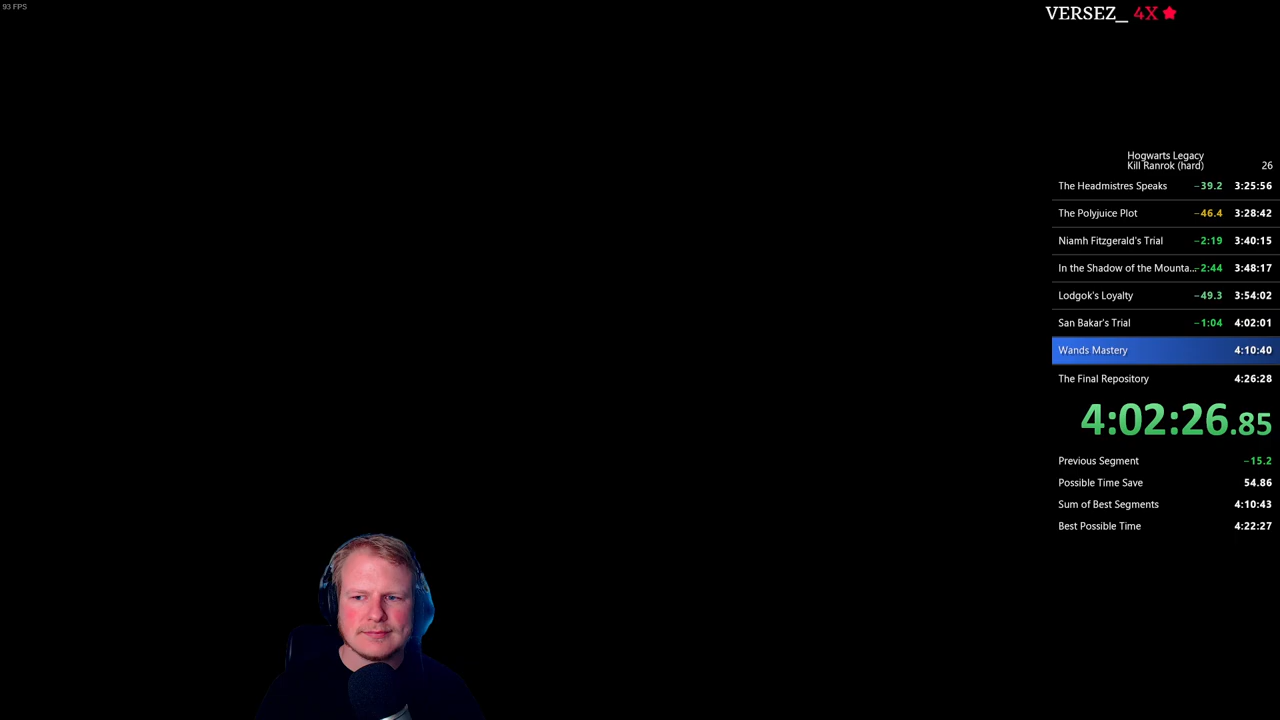 93 FPS
VERSEZ_ 4X
Hogwarts Legacy
Kill Ranrok (hard) 26
The Headmistres Speaks −39.2 3:25:56
The Polyjuice Plot −46.4 3:28:42
Niamh Fitzgerald's Trial −2:19 3:40:15
In the Shadow of the Mounta... −2:44 3:48:17
Lodgok's Loyalty −49.3 3:54:02
San Bakar's Trial −1:04 4:02:01
Wands Mastery 4:10:40
The Final Repository 4:26:28
4:02:26.85
Previous Segment −15.2
Possible Time Save 54.86
Sum of Best Segments 4:10:43
Best Possible Time 4:22:27